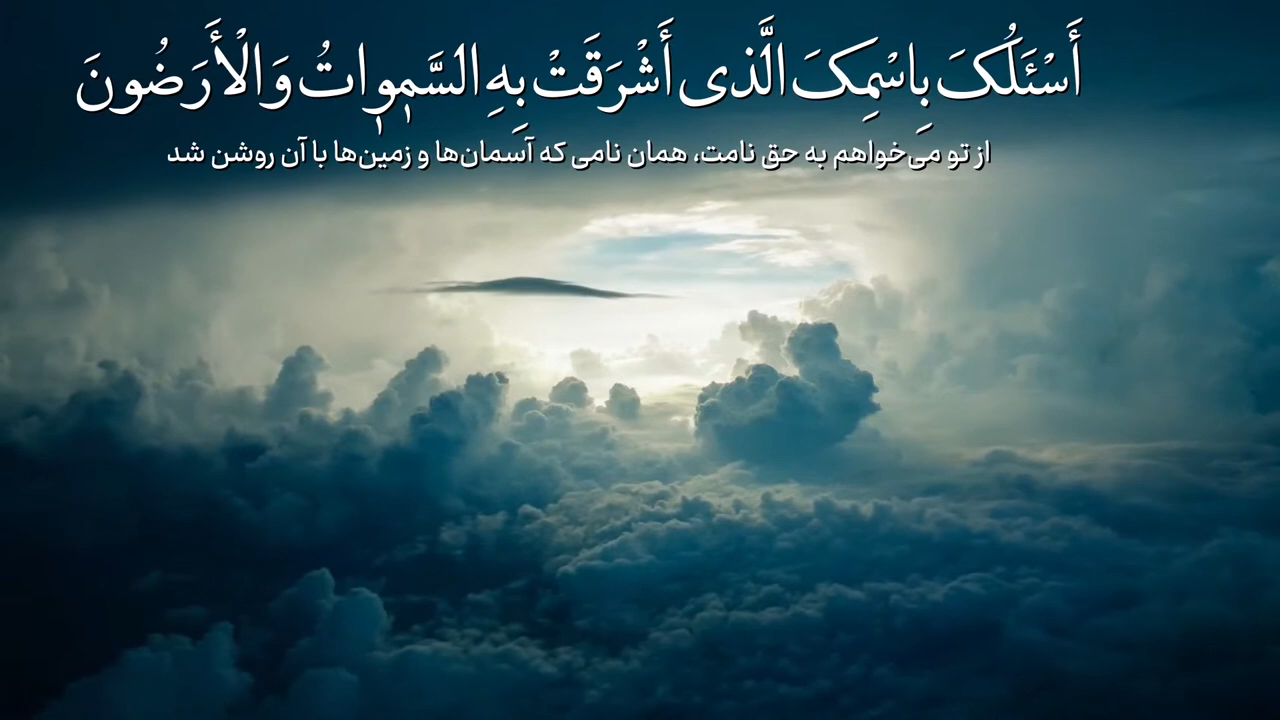 أَسْئَلُکَ بِاسْمِکَ الَّذی أَشْرَقَتْ بِهِ السَّمٰوٰاتُ وَالْأَرَضُونَ
از تو می‌خواهم به حق نامت، همان نامی که آسمان‌ها و زمین‌ها با آن روشن شد